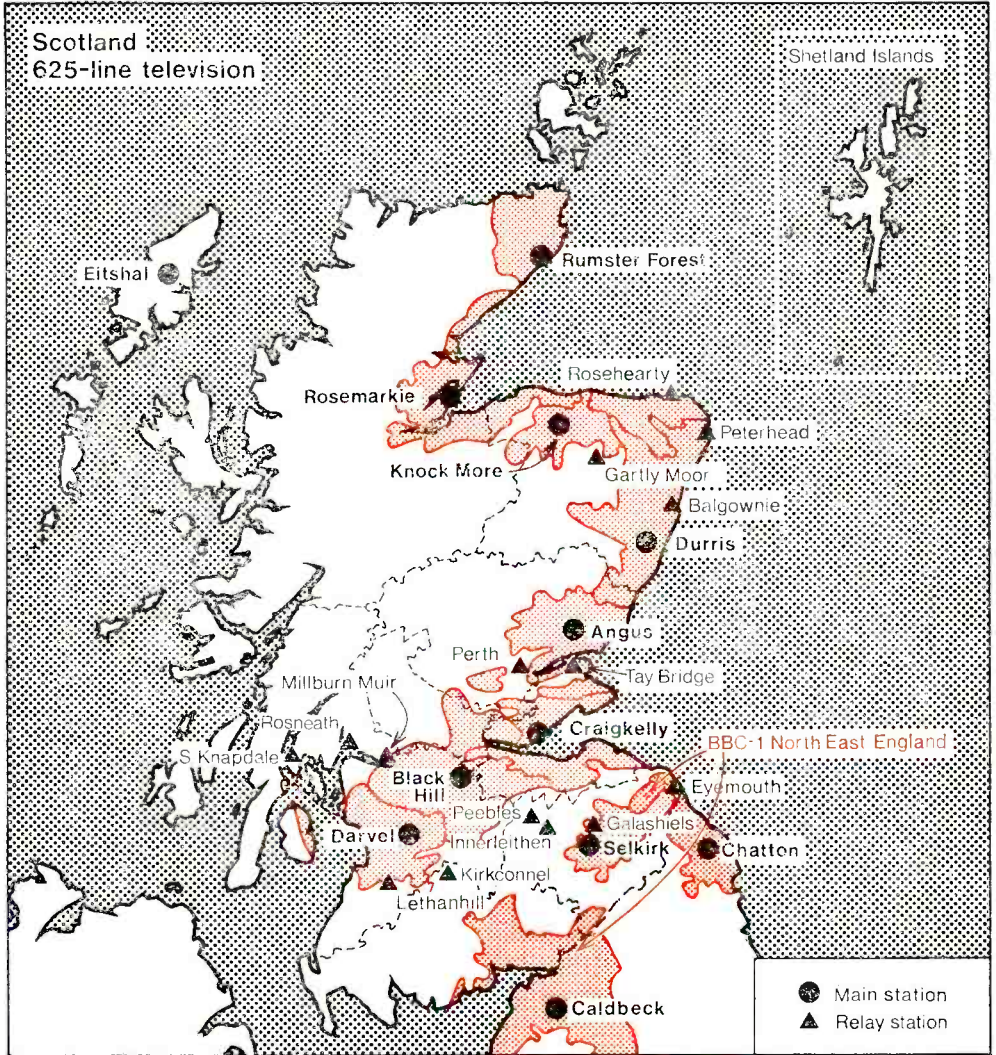 Scotland
625-line television
Shetland Islands
Eitshal
Rumster Forest
Rosehearty
Rosemarkie
Peterhead
Knock More
Gartly Moor
Balgownie
Durris
Angus
Perth
Tay Bridge
Millburn Muir
Rosneath
Craigkelly
BBC-1 North East England
S Knapdale
Black
Hill
Eyemouth
Peebles
Galashiels
Darvel
Innerleithen
Selkirk
Chatton
Kirkconnel
Lethanhill
Caldbeck
Main station
Relay station